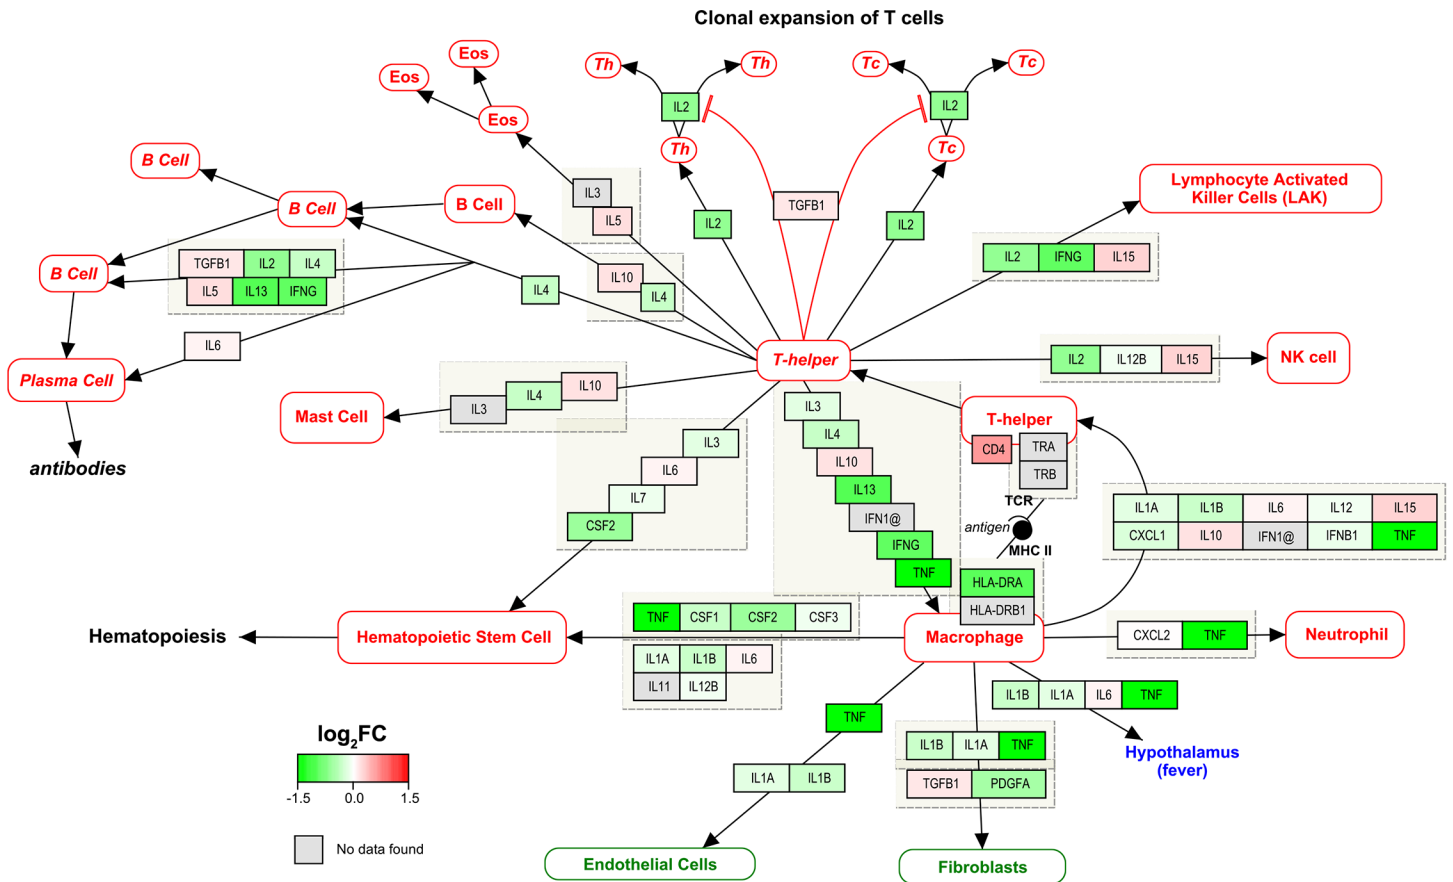 Clonal expansion of T cells
Eos
Eos
Eos
Th
Th
IL2
Th
Tc
Tc
IL2
Tc
B Cell
B Cell
B Cell
B Cell
IL3
IL5
IL2
TGFB1
IL2
Lymphocyte Activated
Killer Cells (LAK)
IL2 IFNG IL15
TGFB1 IL2 IL4
IL5 IL13 IFNG
IL6
IL4
IL10
IL4
T-helper
IL2 IL12B IL15
NK cell
Plasma Cell
antibodies
Mast Cell
IL3
IL4
IL10
IL3
IL6
IL7
CSF2
IL3
IL4
IL10
IL13
IFN1@
IFNG
TNF
T-helper
CD4
TRA
TRB
TCR
antigen
MHC II
HLA-DRA
HLA-DRB1
IL1A IL1B IL6 IL12 IL15
CXCL1 IL10 IFN1@ IFNB1 TNF
Hematopoiesis
Hematopoietic Stem Cell
TNF CSF1 CSF2 CSF3
IL1A IL1B IL6
IL11 IL12B
Macrophage
CXCL2 TNF
Neutrophil
IL1B IL1A IL6 TNF
Hypothalamus
(fever)
TNF
IL1A IL1B
Endothelial Cells
IL1B IL1A TNF
TGFB1 PDGFA
Fibroblasts
log2FC
-1.5 0.0 1.5
No data found